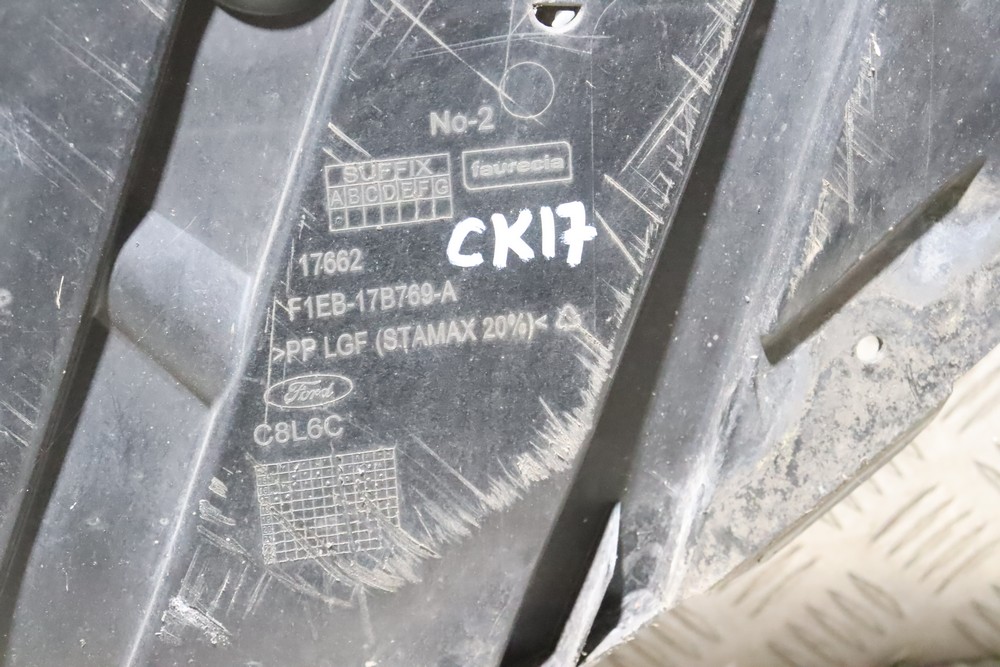 No-2
SUFFIX
A B C D E F G
faurecia
CK17
17662
F1EB-17B769-A
>PP LGF (STAMAX 20%)<
Ford
C8L6C